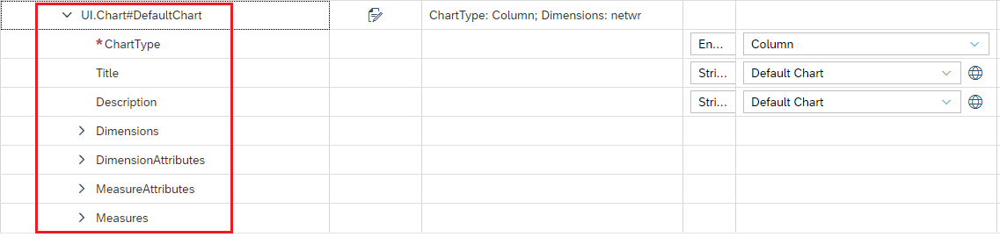 UI.Chart#DefaultChart ChartType: Column; Dimensions: netwr
*ChartType En... Column
Title Stri... Default Chart
Description Stri... Default Chart
Dimensions
DimensionAttributes
MeasureAttributes
Measures